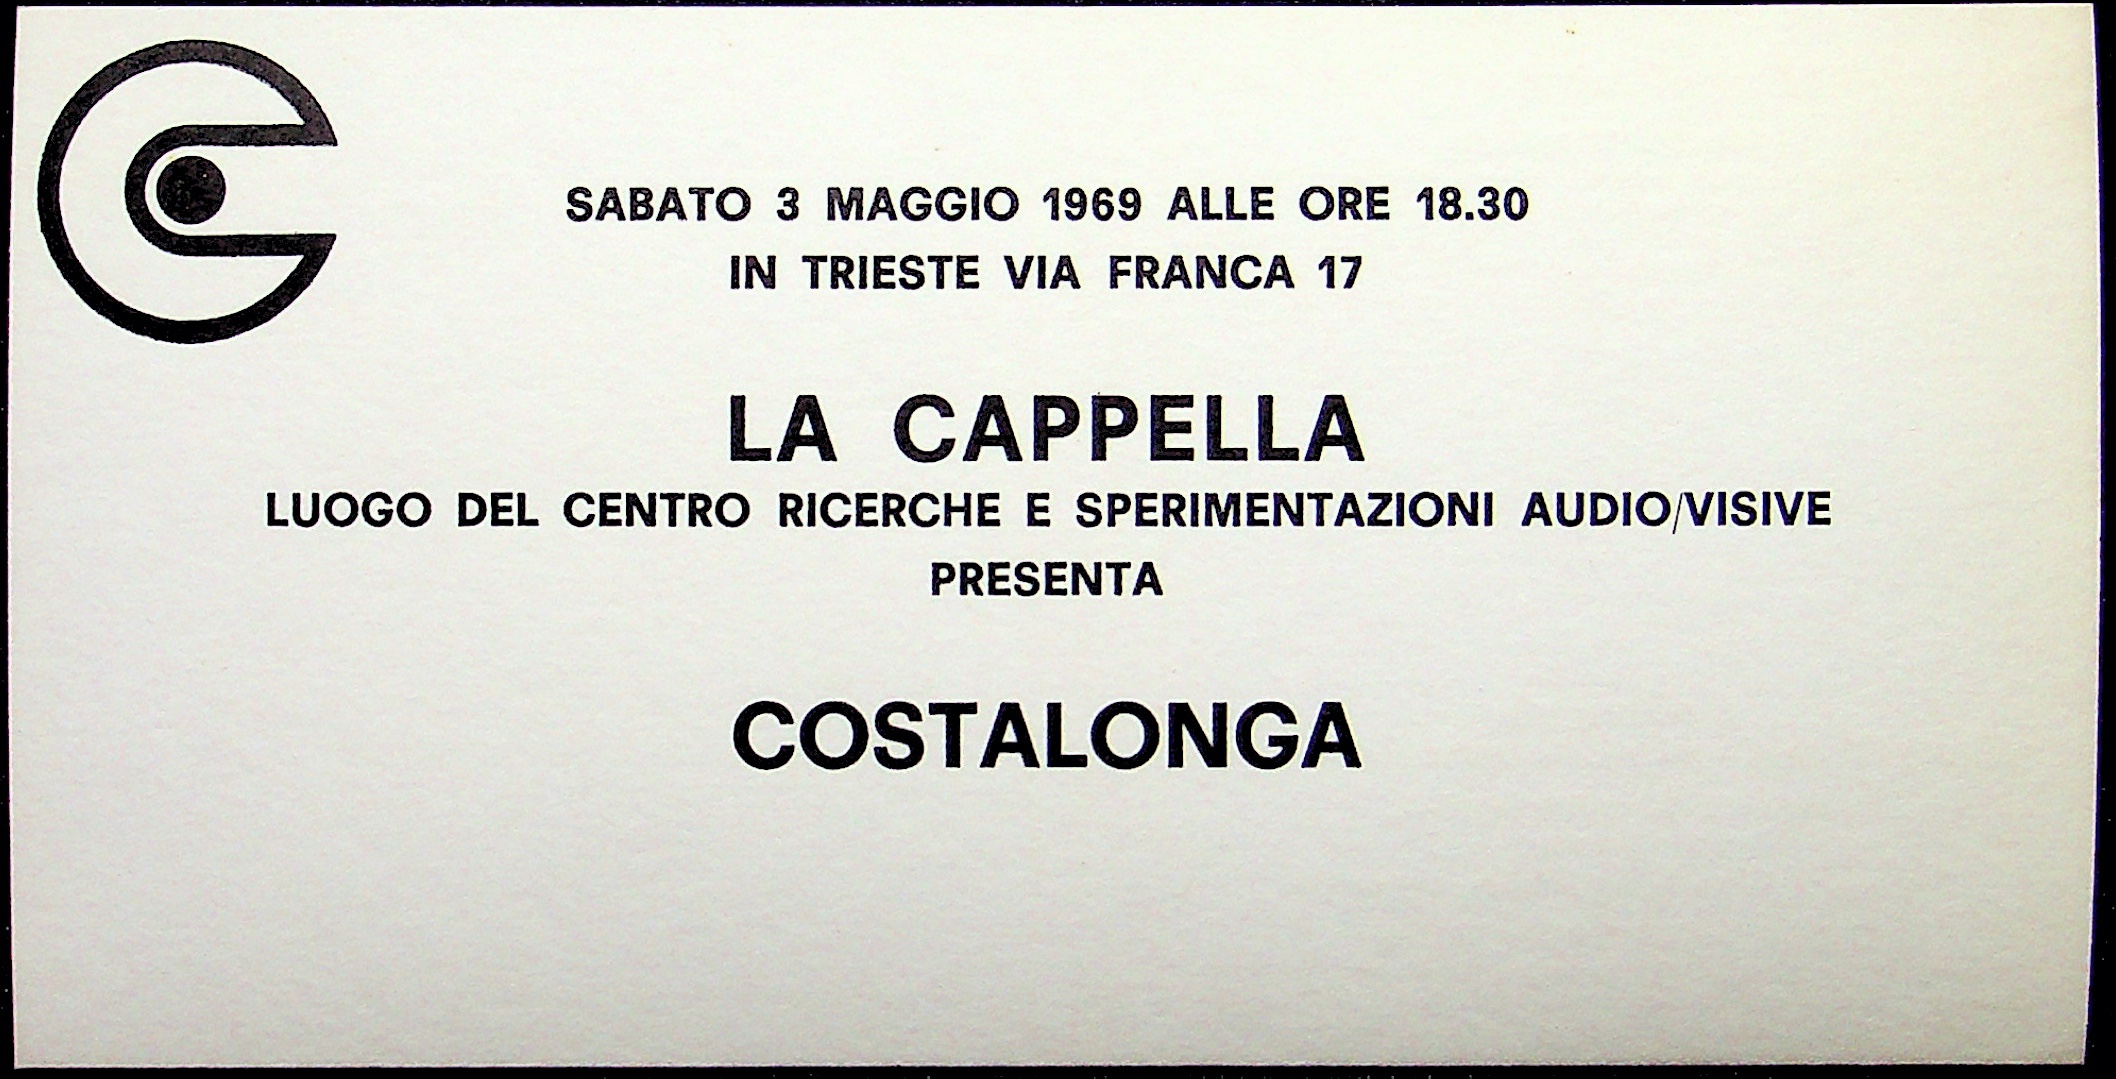 SABATO 3 MAGGIO 1969 ALLE ORE 18.30
IN TRIESTE VIA FRANCA 17
LA CAPPELLA
LUOGO DEL CENTRO RICERCHE E SPERIMENTAZIONI AUDIO/VISIVE
PRESENTA
COSTALONGA